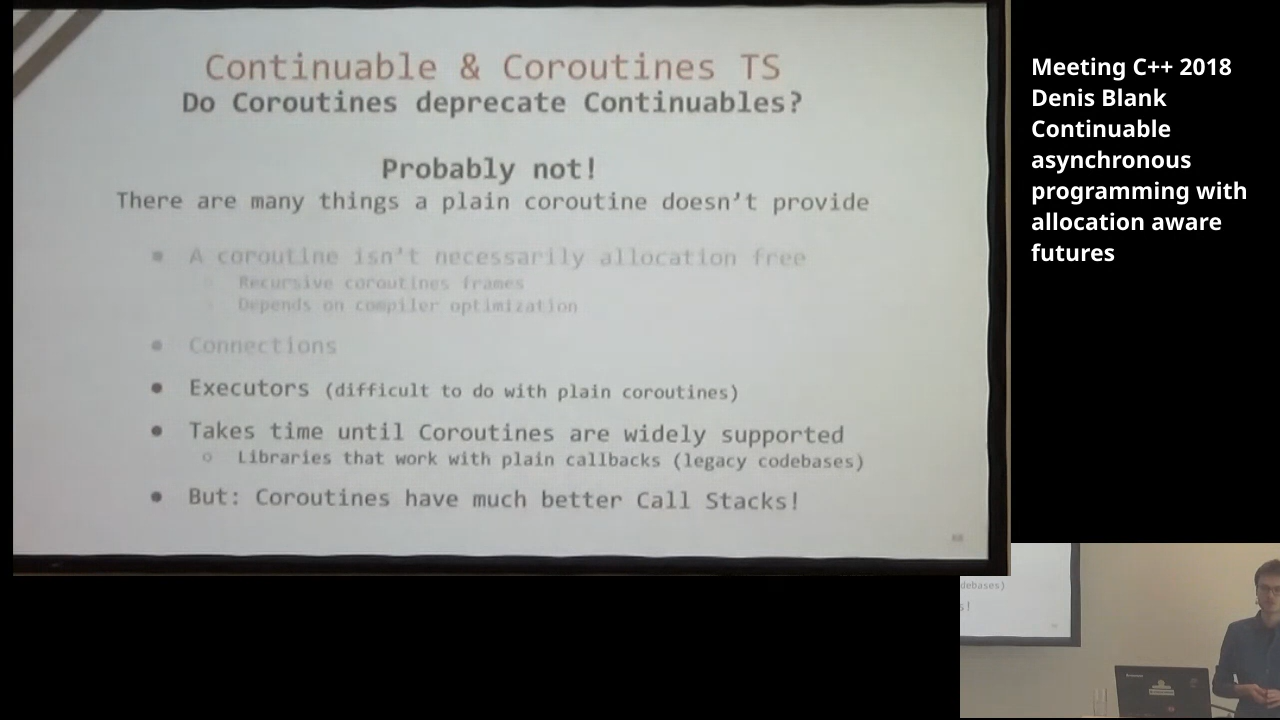 Continuable & Coroutines TS
Do Coroutines deprecate Continuables?
Probably not!
There are many things a plain coroutine doesn't provide
● A coroutine isn't necessarily allocation free
○ Recursive coroutines frames
○ Depends on compiler optimization
● Connections
● Executors (difficult to do with plain coroutines)
● Takes time until Coroutines are widely supported
○ Libraries that work with plain callbacks (legacy codebases)
● But: Coroutines have much better Call Stacks!
Meeting C++ 2018
Denis Blank
Continuable
asynchronous
programming with
allocation aware
futures
debases)
s!